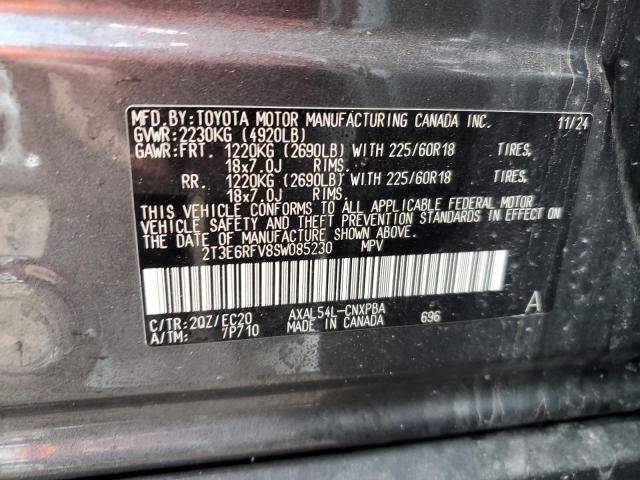 MFD.BY:TOYOTA MOTOR MANUFACTURING CANADA INC. 11/24
GVWR:2230KG (4920LB)
GAWR:FRT. 1220KG (2690LB) WITH 225/60R18 TIRES,
18x7.0J RIMS.
RR. 1220KG (2690LB) WITH 225/60R18 TIRES,
18x7.0J RIMS.
THIS VEHICLE CONFORMS TO ALL APPLICABLE FEDERAL MOTOR
VEHICLE SAFETY AND THEFT PREVENTION STANDARDS IN EFFECT ON
THE DATE OF MANUFACTURE SHOWN ABOVE.
2T3E6RFV8SW085230 MPV
C/TR:2QZ/EC20 AXAL54L-CNXPBA A
A/TM: 7P710 MADE IN CANADA 696